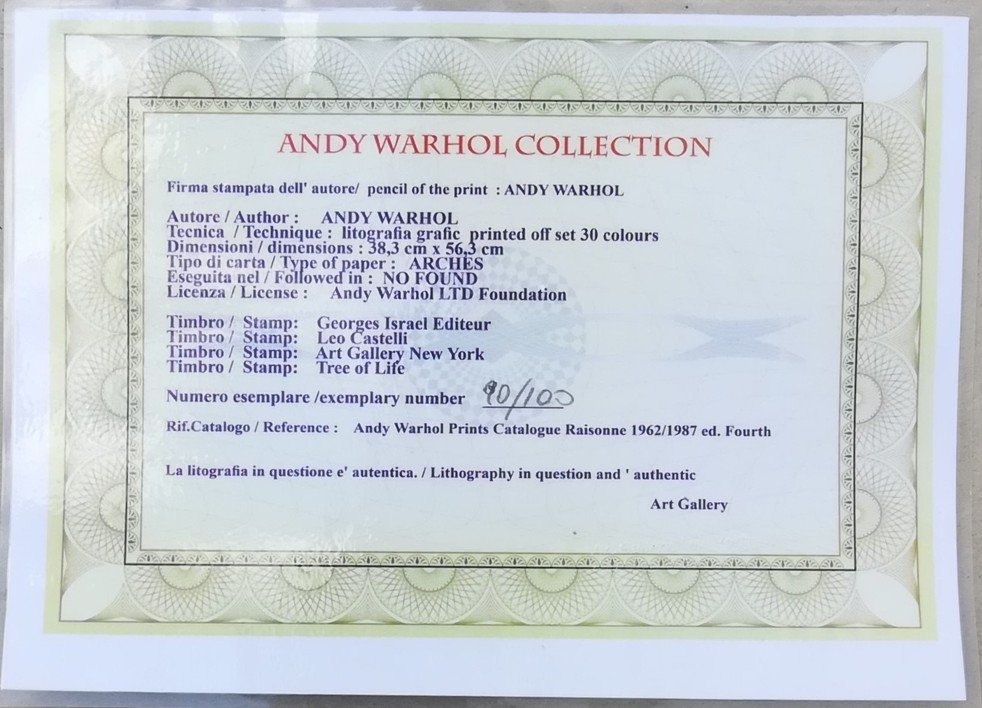 ANDY WARHOL COLLECTION
Firma stampata dell' autore/ pencil of the print : ANDY WARHOL
Autore / Author : ANDY WARHOL
Tecnica / Technique : litografia grafic printed off set 30 colours
Dimensioni / dimensions : 38,3 cm x 56,3 cm
Tipo di carta / Type of paper : ARCHES
Eseguita nel / Followed in : NO FOUND
Licenza / License : Andy Warhol LTD Foundation
Timbro / Stamp: Georges Israel Editeur
Timbro / Stamp: Leo Castelli
Timbro / Stamp: Art Gallery New York
Timbro / Stamp: Tree of Life
Numero esemplare /exemplary number 90/100
Rif.Catalogo / Reference : Andy Warhol Prints Catalogue Raisonne 1962/1987 ed. Fourth
La litografia in questione e' autentica. / Lithography in question and ' authentic
Art Gallery